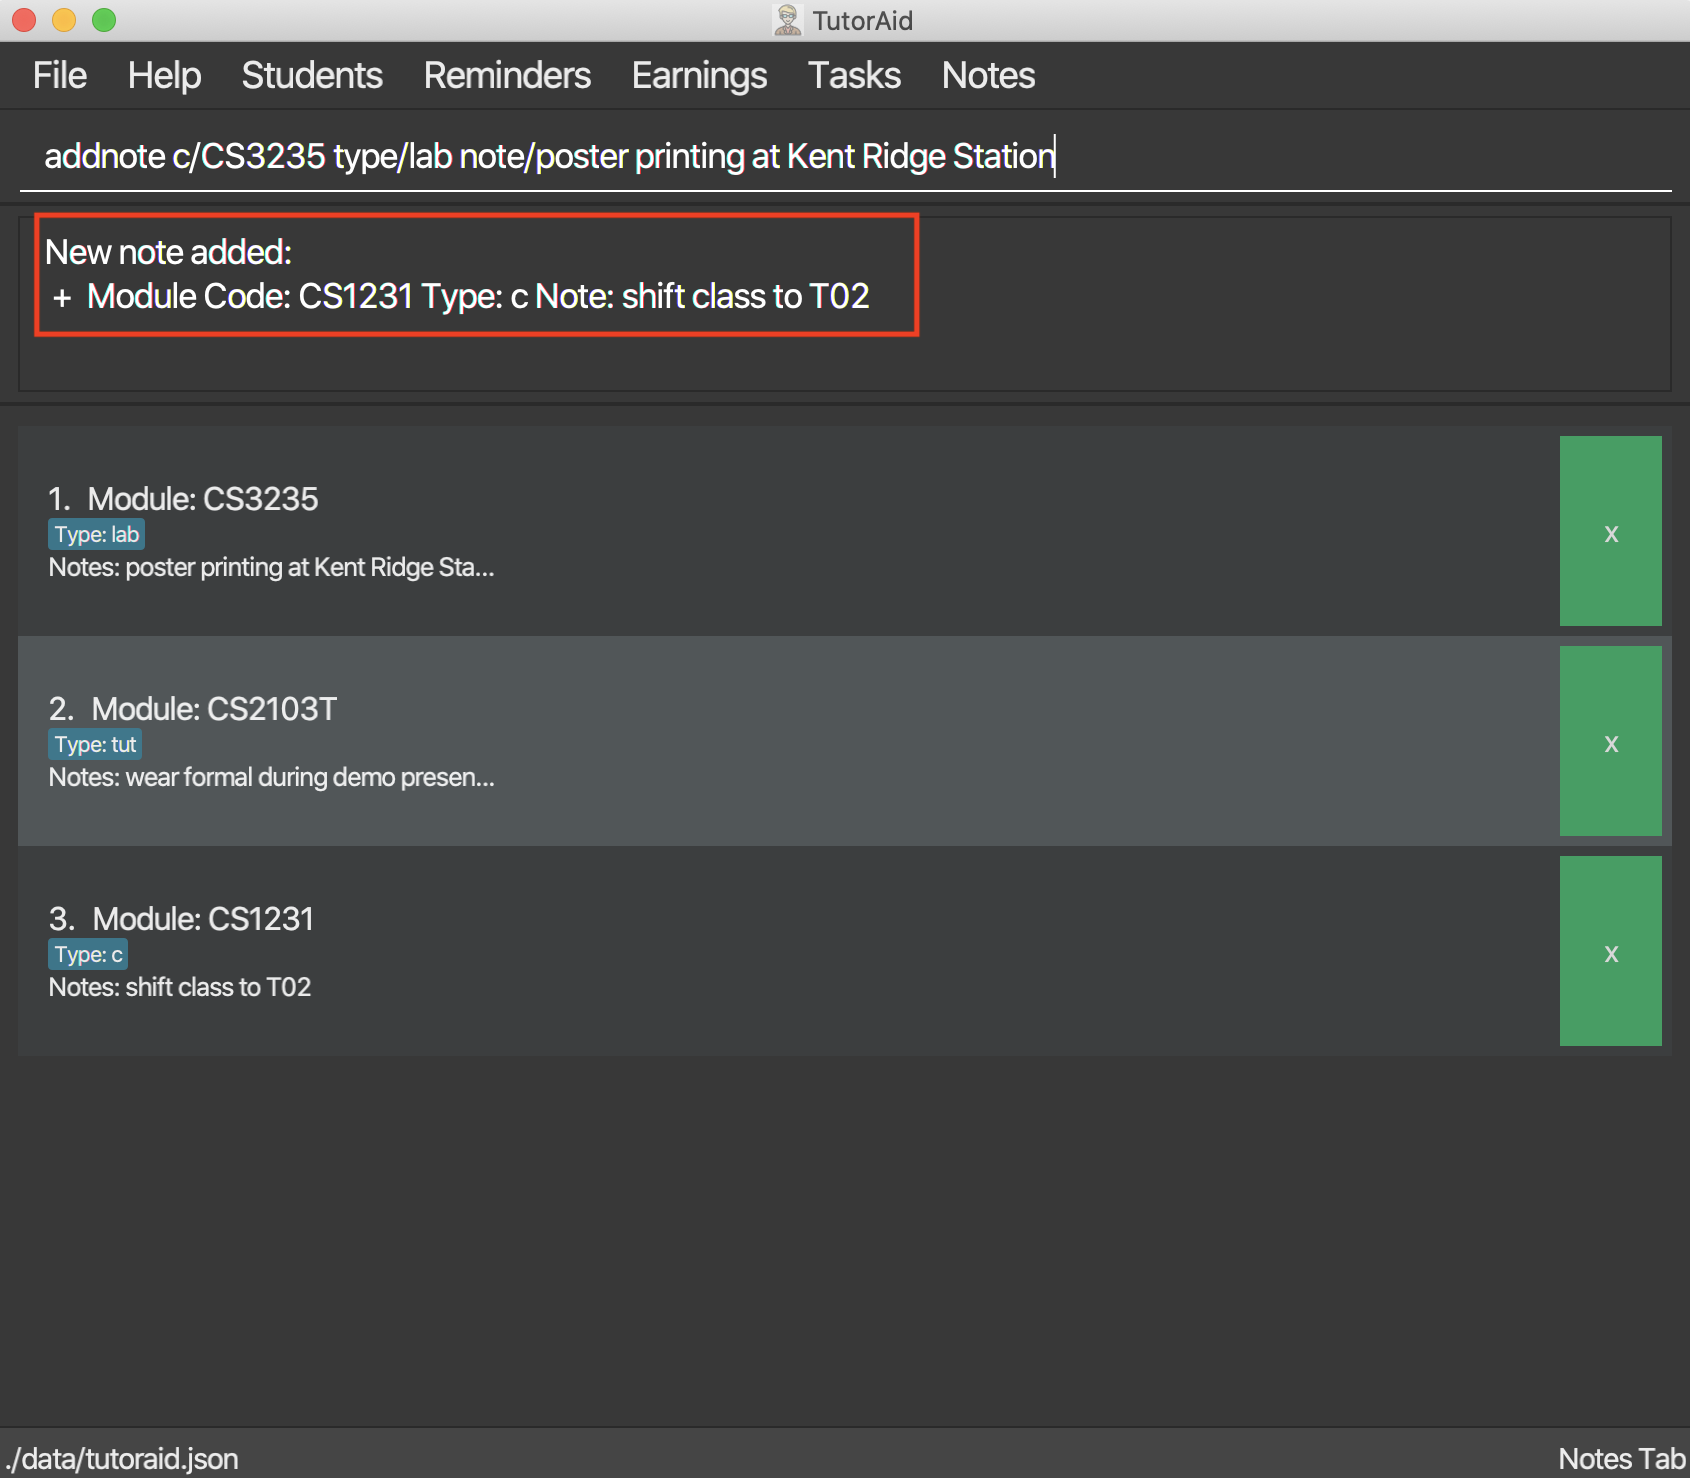 TutorAid
File Help Students Reminders Earnings Tasks Notes
addnote c/CS3235 type/lab note/poster printing at Kent Ridge Station
New note added:
+ Module Code: CS1231 Type: c Note: shift class to T02
1. Module: CS3235
Type: lab
Notes: poster printing at Kent Ridge Sta...
x
2. Module: CS2103T
Type: tut
Notes: wear formal during demo presen...
x
3. Module: CS1231
Type: c
Notes: shift class to T02
x
./data/tutoraid.json
Notes Tab